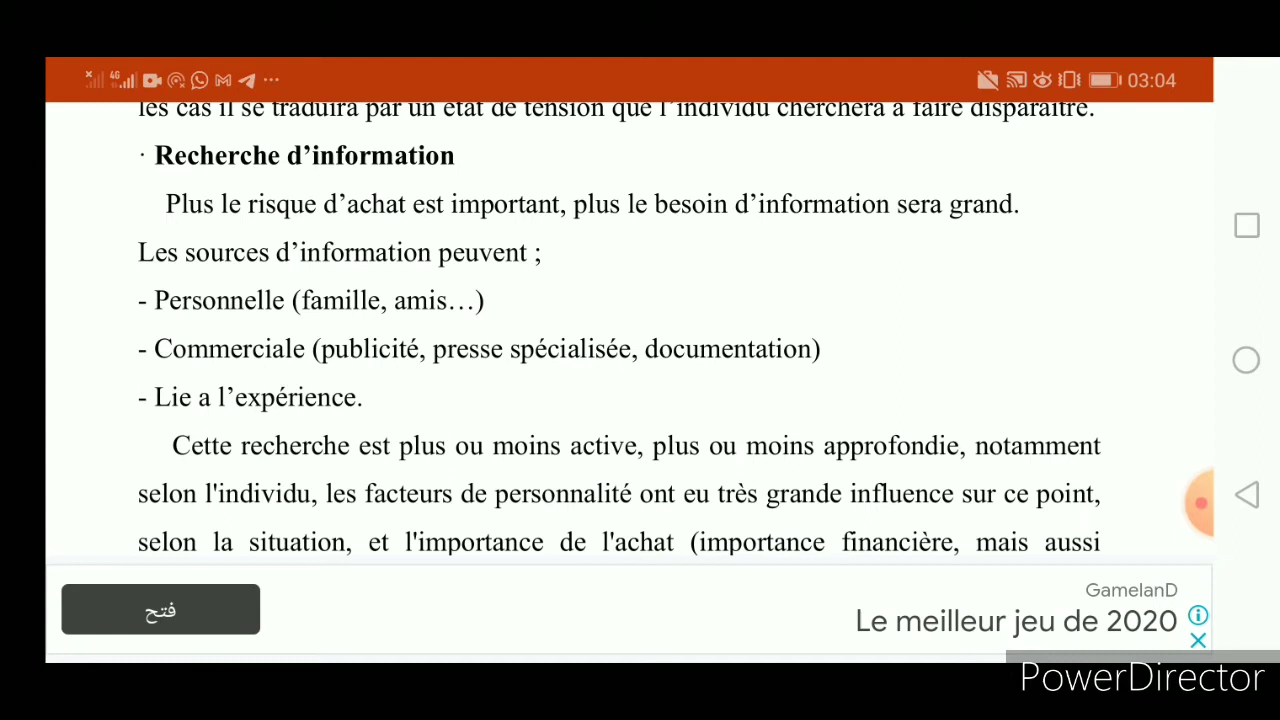 4G 03:04
les cas il se traduira par un état de tension que l’individu cherchera à faire disparaître.
· Recherche d’information
Plus le risque d’achat est important, plus le besoin d’information sera grand.
Les sources d’information peuvent ;
- Personnelle (famille, amis…)
- Commerciale (publicité, presse spécialisée, documentation)
- Lie a l’expérience.
Cette recherche est plus ou moins active, plus ou moins approfondie, notamment
selon l'individu, les facteurs de personnalité ont eu très grande influence sur ce point,
selon la situation, et l'importance de l'achat (importance financière, mais aussi
GamelanD
فتح
Le meilleur jeu de 2020
PowerDirector